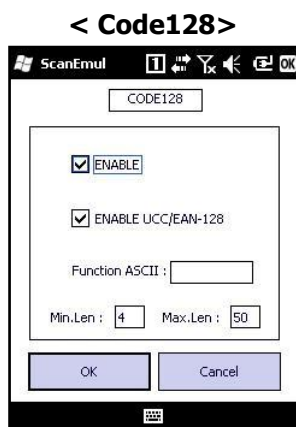 < Code128>
ScanEmul 1 OK
CODE128
ENABLE
ENABLE UCC/EAN-128
Function ASCII :
Min.Len : 4 Max.Len : 50
OK Cancel